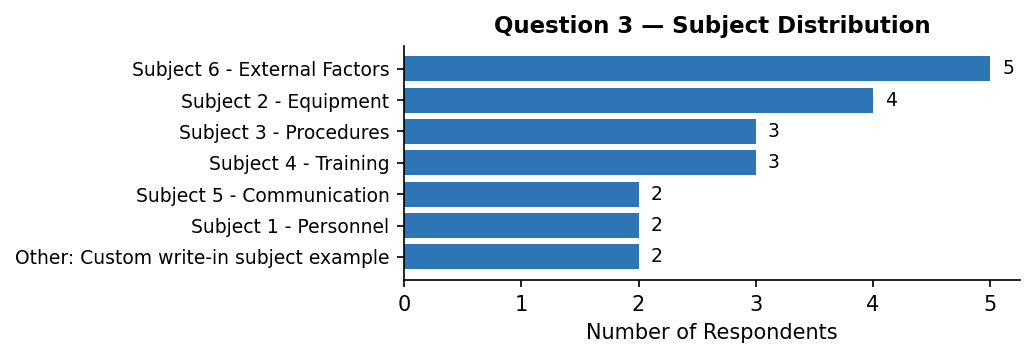 Question 3 — Subject Distribution
Subject 6 - External Factors 5
Subject 2 - Equipment 4
Subject 3 - Procedures 3
Subject 4 - Training 3
Subject 5 - Communication 2
Subject 1 - Personnel 2
Other: Custom write-in subject example 2
0 1 2 3 4 5
Number of Respondents